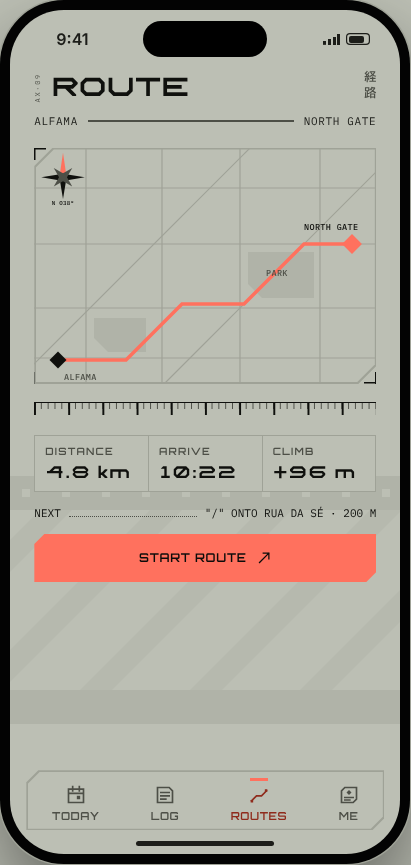 9:41
AX·09
ROUTE
経路
ALFAMA
NORTH GATE
N 038°
NORTH GATE
PARK
ALFAMA
DISTANCE
4.8 km
ARRIVE
10:22
CLIMB
+96 m
NEXT
"/" ONTO RUA DA SÉ · 200 M
START ROUTE
TODAY
LOG
ROUTES
ME